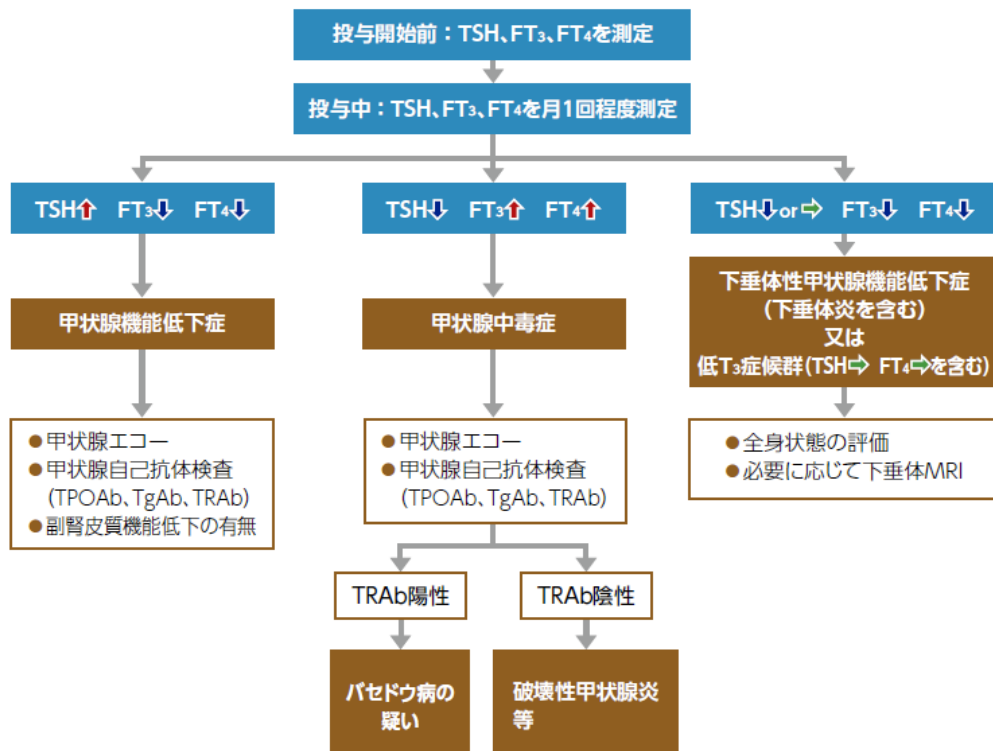 投与開始前：TSH、FT3、FT4を測定
投与中：TSH、FT3、FT4を月1回程度測定
TSH⬆ FT3⬇ FT4⬇
TSH⬇ FT3⬆ FT4⬆
TSH⬇or➡ FT3⬇ FT4⬇
甲状腺機能低下症
甲状腺中毒症
下垂体性甲状腺機能低下症
(下垂体炎を含む)
又は
低T3症候群(TSH➡ FT4➡を含む)
●甲状腺エコー
●甲状腺自己抗体検査
(TPOAb、TgAb、TRAb)
●副腎皮質機能低下の有無
●甲状腺エコー
●甲状腺自己抗体検査
(TPOAb、TgAb、TRAb)
●全身状態の評価
●必要に応じて下垂体MRI
TRAb陽性
TRAb陰性
バセドウ病の
疑い
破壊性甲状腺炎
等